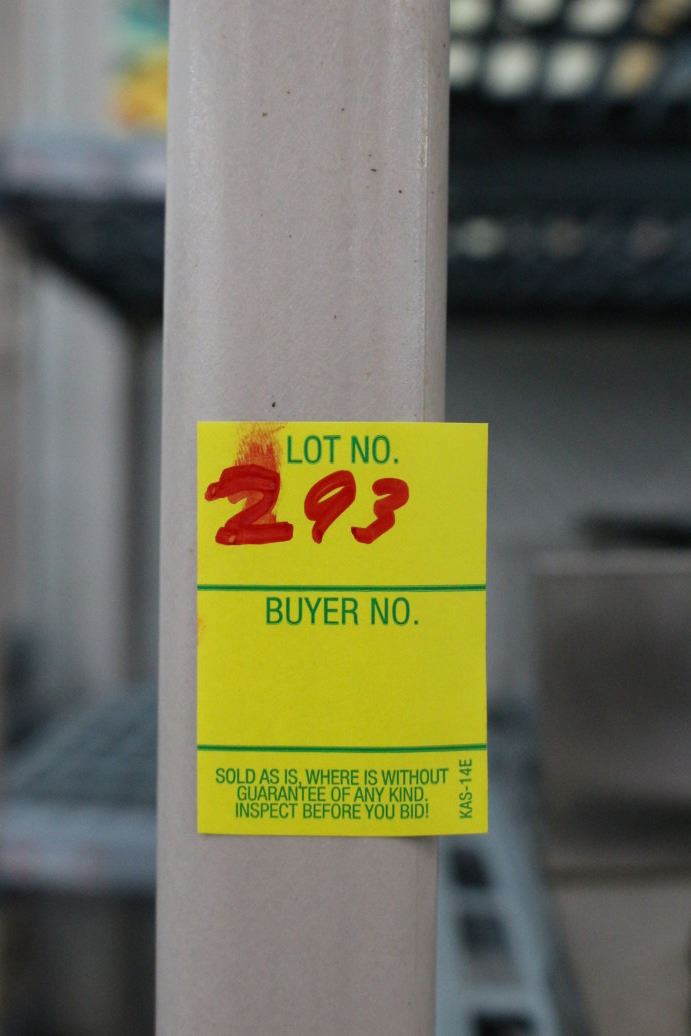 LOT NO.
293
BUYER NO.
SOLD AS IS, WHERE IS WITHOUT
GUARANTEE OF ANY KIND.
INSPECT BEFORE YOU BID!
KAS-14E